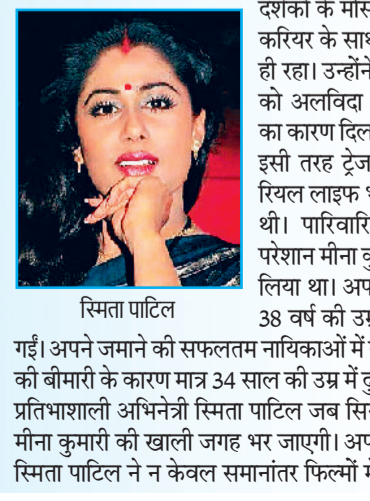 दशकों के मास
करियर के साथ
ही रहा। उन्होंने
को अलविदा
का कारण दिल
इसी तरह ट्रेज
रियल लाइफ भ
थी। पारिवारि
परेशान मीना कु
लिया था। अप
38 वर्ष की उम्र
स्मिता पाटिल
गईं। अपने जमाने की सफलतम नायिकाओं में
की बीमारी के कारण मात्र 34 साल की उम्र में दु
प्रतिभाशाली अभिनेत्री स्मिता पाटिल जब सि
मीना कुमारी की खाली जगह भर जाएगी। अप
स्मिता पाटिल ने न केवल समानांतर फिल्मों में